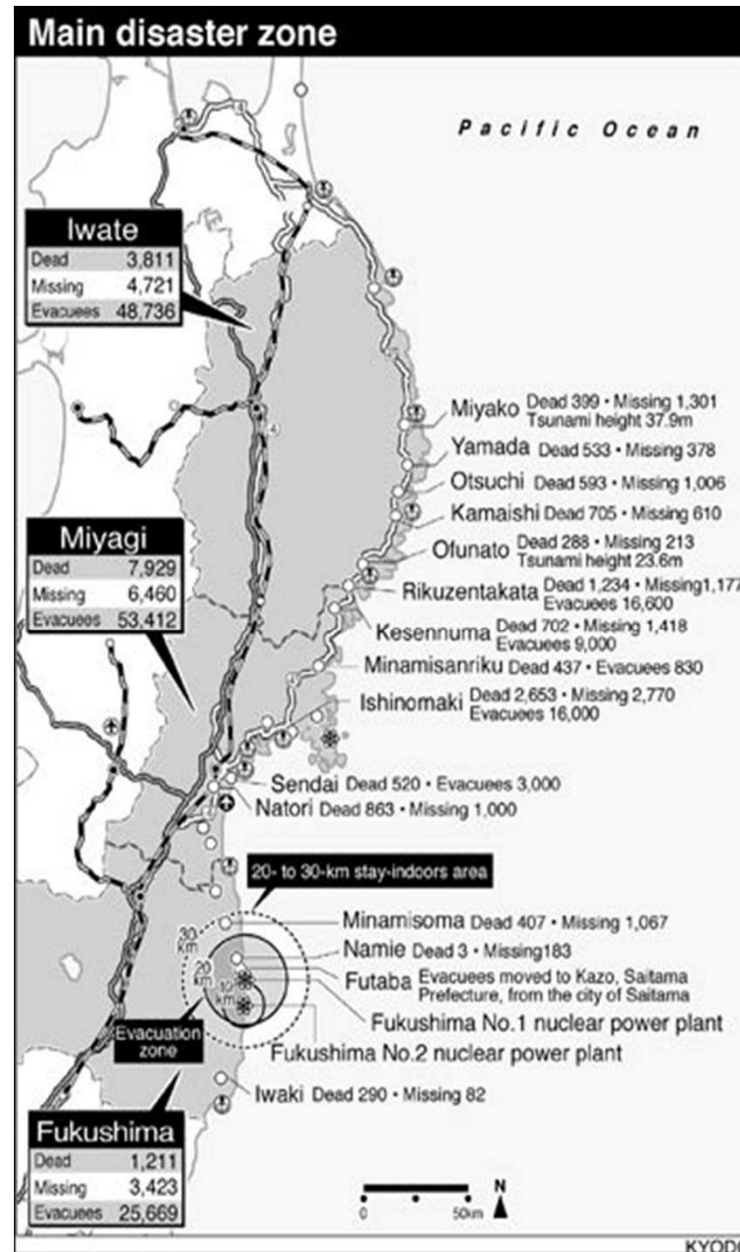 Main disaster zone
Pacific Ocean
Iwate
Dead 3,811
Missing 4,721
Evacuees 48,736
Miyako Dead 399 • Missing 1,301
Tsunami height 37.9m
Yamada Dead 533 • Missing 378
Otsuchi Dead 593 • Missing 1,006
Kamaishi Dead 705 • Missing 610
Miyagi
Dead 7,929
Missing 6,460
Evacuees 53,412
Ofunato Dead 288 • Missing 213
Tsunami height 23.6m
Rikuzentakata Dead 1,234 • Missing1,177
Evacuees 16,600
Kesennuma Dead 702 • Missing 1,418
Evacuees 9,000
Minamisanriku Dead 437 • Evacuees 830
Ishinomaki Dead 2,653 • Missing 2,770
Evacuees 16,000
Sendai Dead 520 • Evacuees 3,000
Natori Dead 863 • Missing 1,000
20- to 30-km stay-indoors area
Minamisoma Dead 407 • Missing 1,067
30
km
Namie Dead 3 • Missing183
20
km
Futaba Evacuees moved to Kazo, Saitama
Prefecture, from the city of Saitama
10
km
Fukushima No.1 nuclear power plant
Evacuation
zone
Fukushima No.2 nuclear power plant
Iwaki Dead 290 • Missing 82
Fukushima
Dead 1,211
Missing 3,423
Evacuees 25,669
N
0 50km